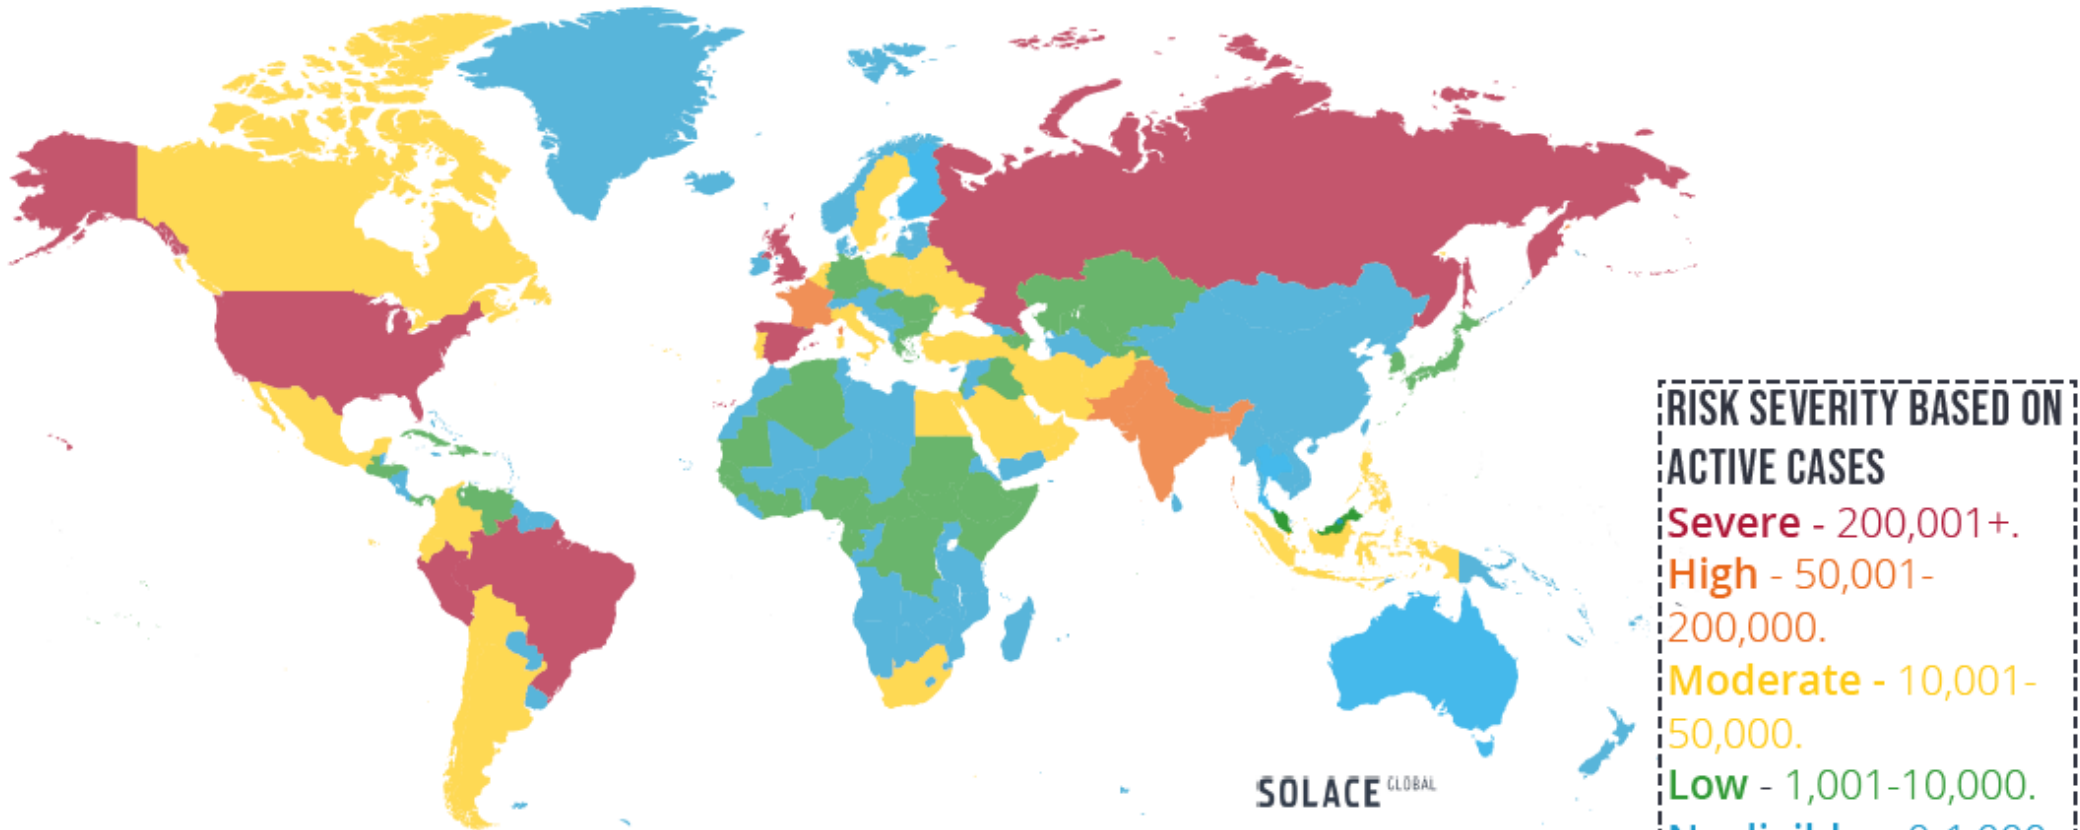 RISK SEVERITY BASED ON
ACTIVE CASES
Severe - 200,001+.
High - 50,001-
200,000.
Moderate - 10,001-
50,000.
Low - 1,001-10,000.
SOLACE GLOBAL